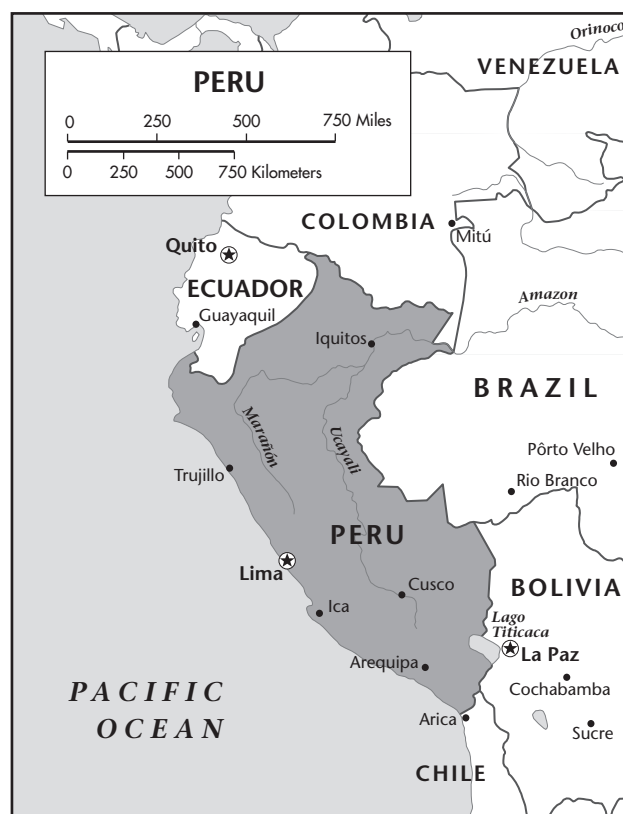 PERU
0 250 500 750 Miles
0 250 500 750 Kilometers
Orinoco
VENEZUELA
COLOMBIA
Mitú
Quito
ECUADOR
Guayaquil
Amazon
Iquitos
BRAZIL
Marañón
Ucayali
Trujillo
Pôrto Velho
Rio Branco
PERU
Lima
Cusco
BOLIVIA
Ica
Lago
Titicaca
La Paz
Arequipa
Cochabamba
PACIFIC
OCEAN
Arica
Sucre
CHILE